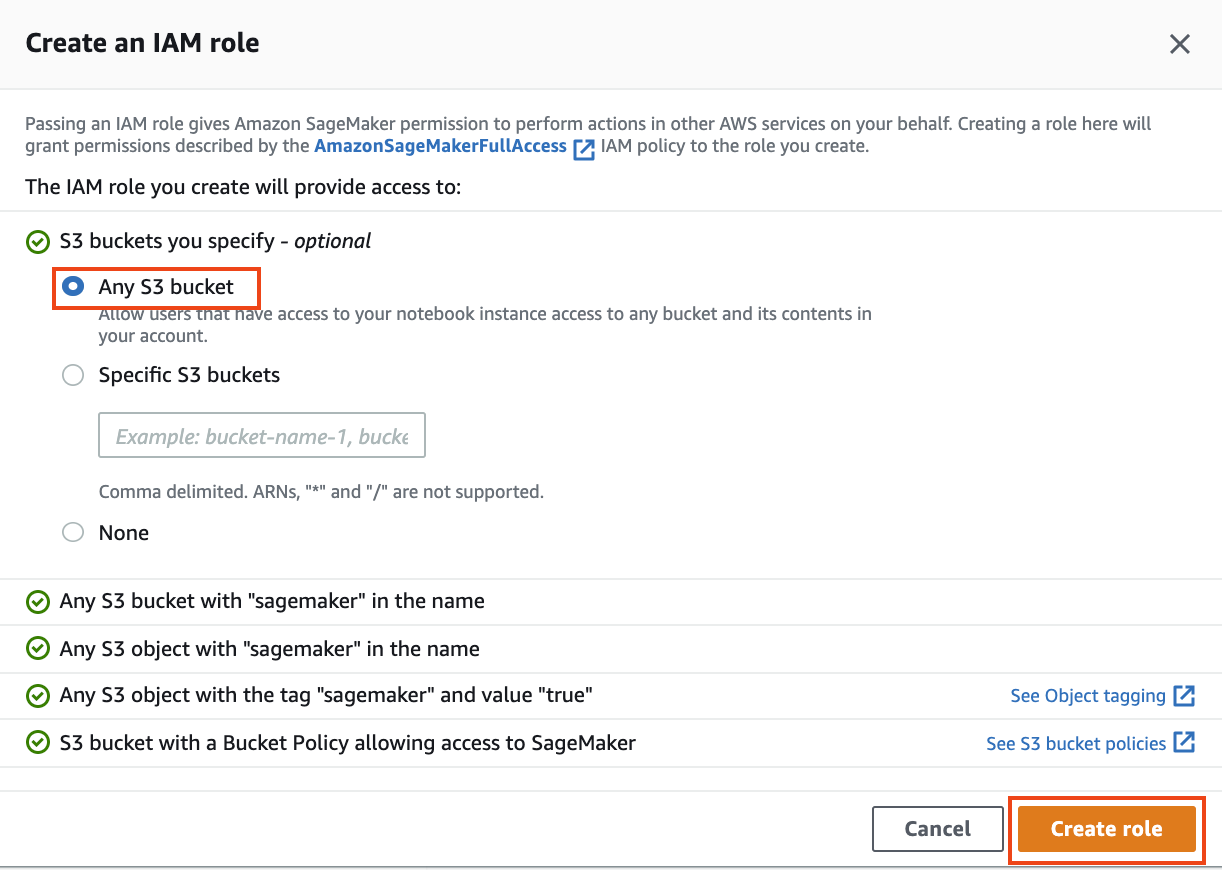 Create an IAM role
Passing an IAM role gives Amazon SageMaker permission to perform actions in other AWS services on your behalf. Creating a role here will
grant permissions described by the AmazonSageMakerFullAccess IAM policy to the role you create.
The IAM role you create will provide access to:
S3 buckets you specify - optional
Any S3 bucket
Allow users that have access to your notebook instance access to any bucket and its contents in
your account.
Specific S3 buckets
Example: bucket-name-1, bucke
Comma delimited. ARNs, "*" and "/" are not supported.
None
Any S3 bucket with "sagemaker" in the name
Any S3 object with "sagemaker" in the name
Any S3 object with the tag "sagemaker" and value "true" See Object tagging
S3 bucket with a Bucket Policy allowing access to SageMaker See S3 bucket policies
Cancel Create role